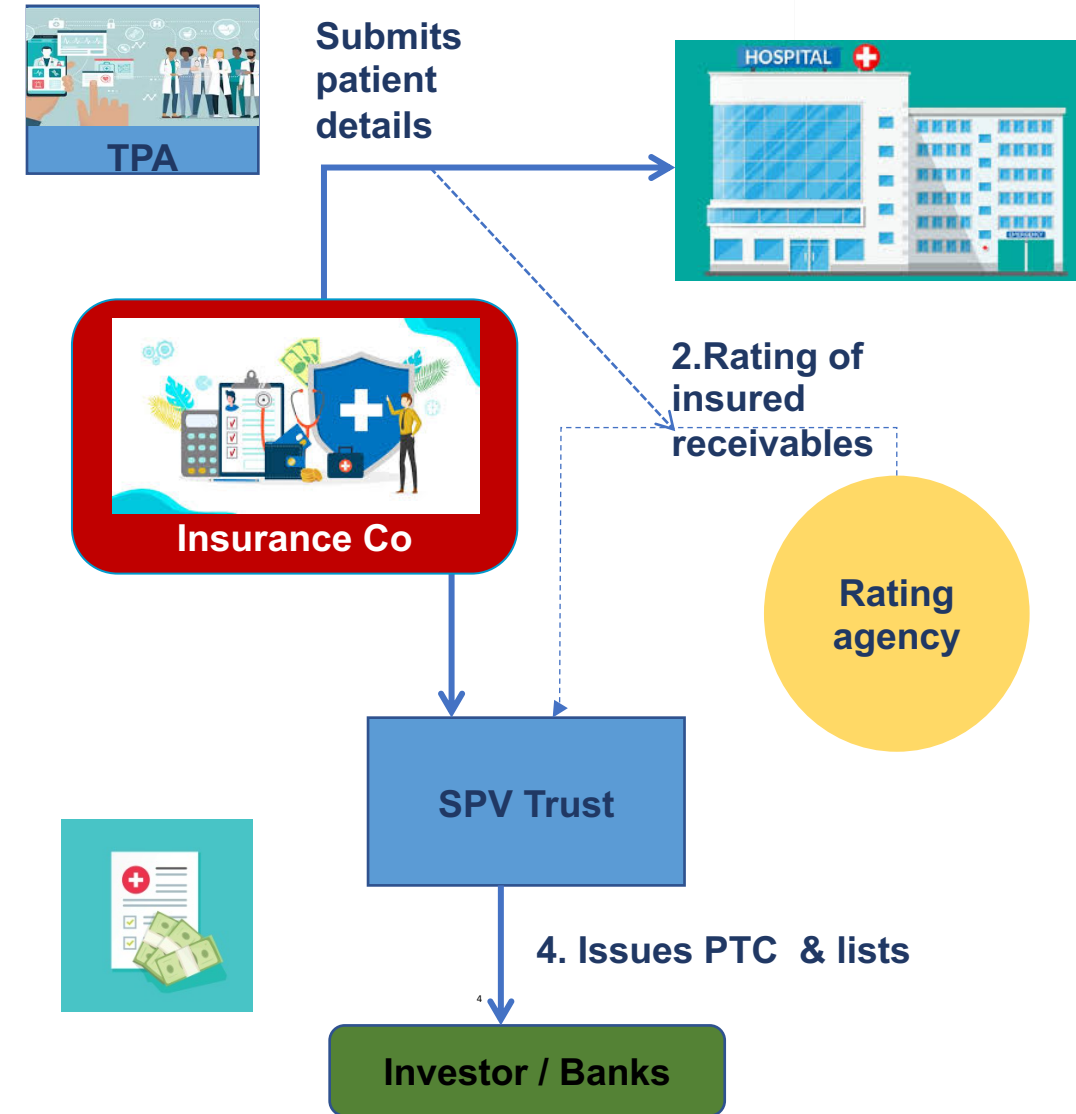 Submits
patient
details
TPA
HOSPITAL
EMERGENCY
2.Rating of
insured
receivables
Insurance Co
Rating
agency
SPV Trust
4. Issues PTC & lists
4
Investor / Banks